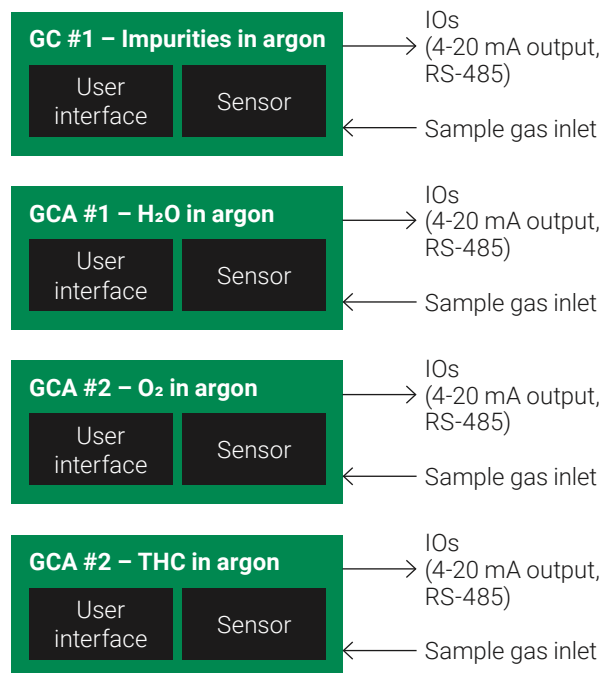 GC #1 – Impurities in argon
User
interface
Sensor
IOs
(4-20 mA output,
RS-485)
Sample gas inlet
GCA #1 – H₂O in argon
User
interface
Sensor
IOs
(4-20 mA output,
RS-485)
Sample gas inlet
GCA #2 – O₂ in argon
User
interface
Sensor
IOs
(4-20 mA output,
RS-485)
Sample gas inlet
GCA #2 – THC in argon
User
interface
Sensor
IOs
(4-20 mA output,
RS-485)
Sample gas inlet